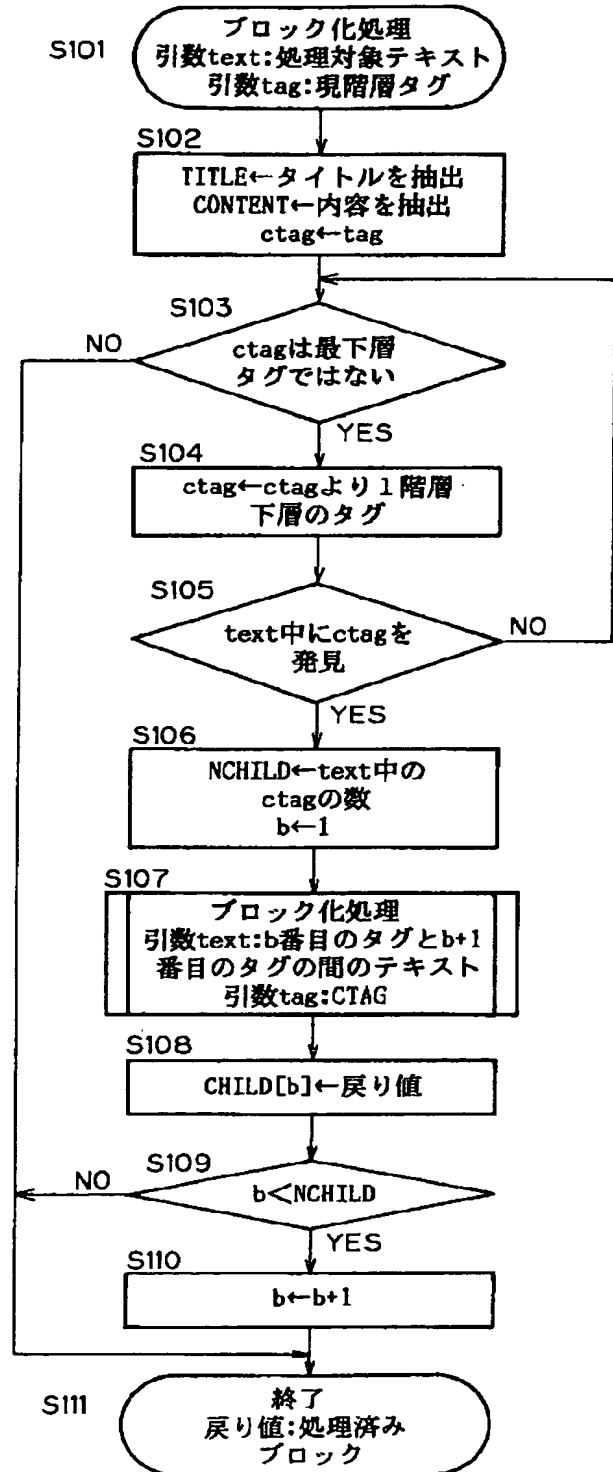 S101
ブロック化処理
引数text:処理対象テキスト
引数tag:現階層タグ
S102
TITLE←タイトルを抽出
CONTENT←内容を抽出
ctag←tag
S103
NO
ctagは最下層
タグではない
YES
S104
ctag←ctagより1階層
下層のタグ
S105
text中にctagを
発見
NO
YES
S106
NCHILD←text中の
ctagの数
b←1
S107
ブロック化処理
引数text:b番目のタグとb+1
番目のタグの間のテキスト
引数tag:CTAG
S108
CHILD[b]←戻り値
S109
NO
b<NCHILD
YES
S110
b←b+1
S111
終了
戻り値:処理済み
ブロック